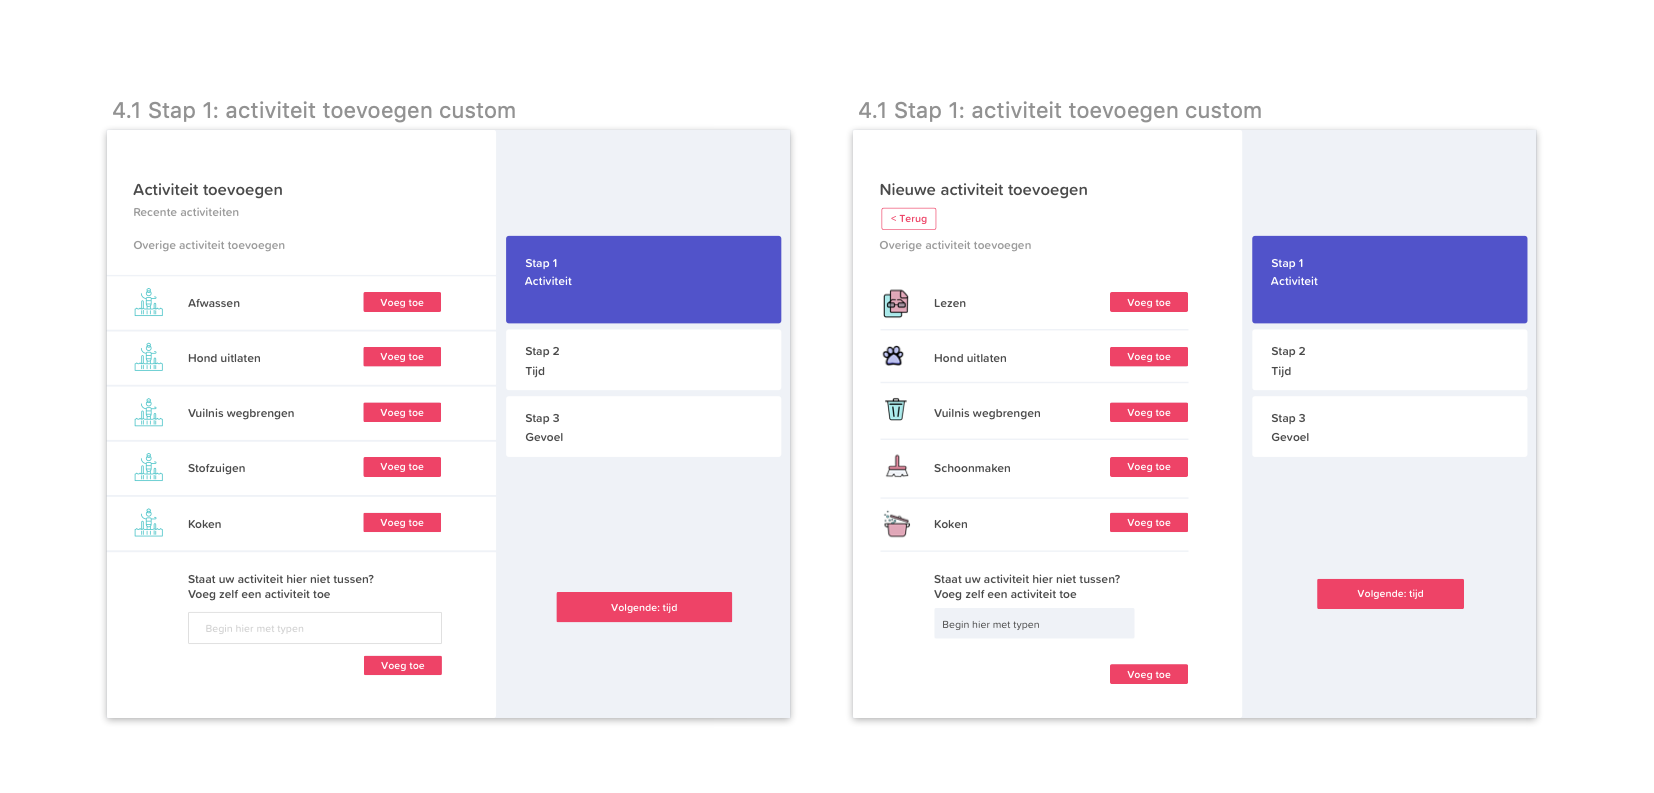 4.1 Stap 1: activiteit toevoegen custom
Activiteit toevoegen
Recente activiteiten
Overige activiteit toevoegen
Afwassen
Voeg toe
Hond uitlaten
Voeg toe
Vuilnis wegbrengen
Voeg toe
Stofzuigen
Voeg toe
Koken
Voeg toe
Staat uw activiteit hier niet tussen?
Voeg zelf een activiteit toe
Begin hier met typen
Voeg toe
Stap 1
Activiteit
Stap 2
Tijd
Stap 3
Gevoel
Volgende: tijd
4.1 Stap 1: activiteit toevoegen custom
Nieuwe activiteit toevoegen
< Terug
Overige activiteit toevoegen
Lezen
Voeg toe
Hond uitlaten
Voeg toe
Vuilnis wegbrengen
Voeg toe
Schoonmaken
Voeg toe
Koken
Voeg toe
Staat uw activiteit hier niet tussen?
Voeg zelf een activiteit toe
Begin hier met typen
Voeg toe
Stap 1
Activiteit
Stap 2
Tijd
Stap 3
Gevoel
Volgende: tijd